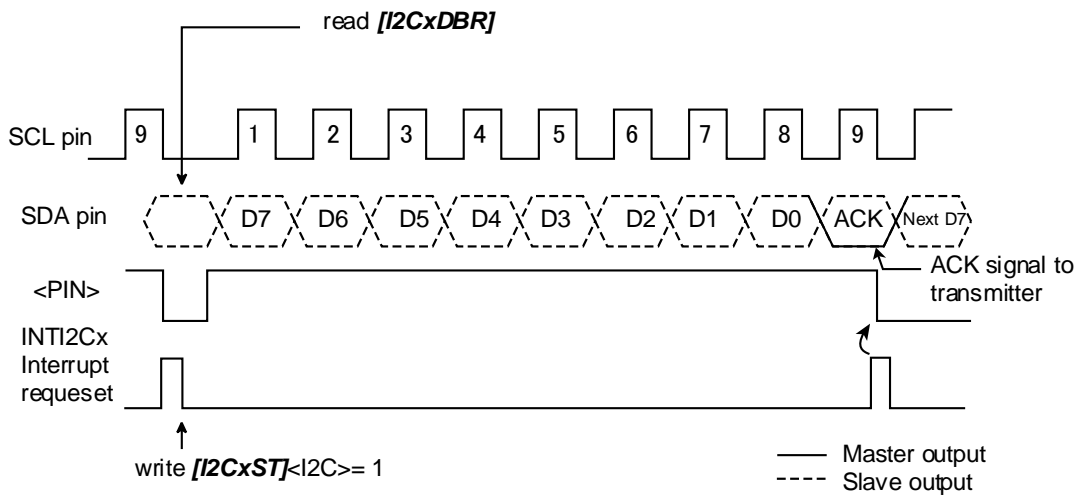 read [I2CxDBR]
SCL pin 9 1 2 3 4 5 6 7 8 9
SDA pin D7 D6 D5 D4 D3 D2 D1 D0 ACK Next D7
ACK signal to
transmitter
<PIN>
INTI2Cx
Interrupt
requeset
write [I2CxST]<I2C>= 1
Master output
Slave output